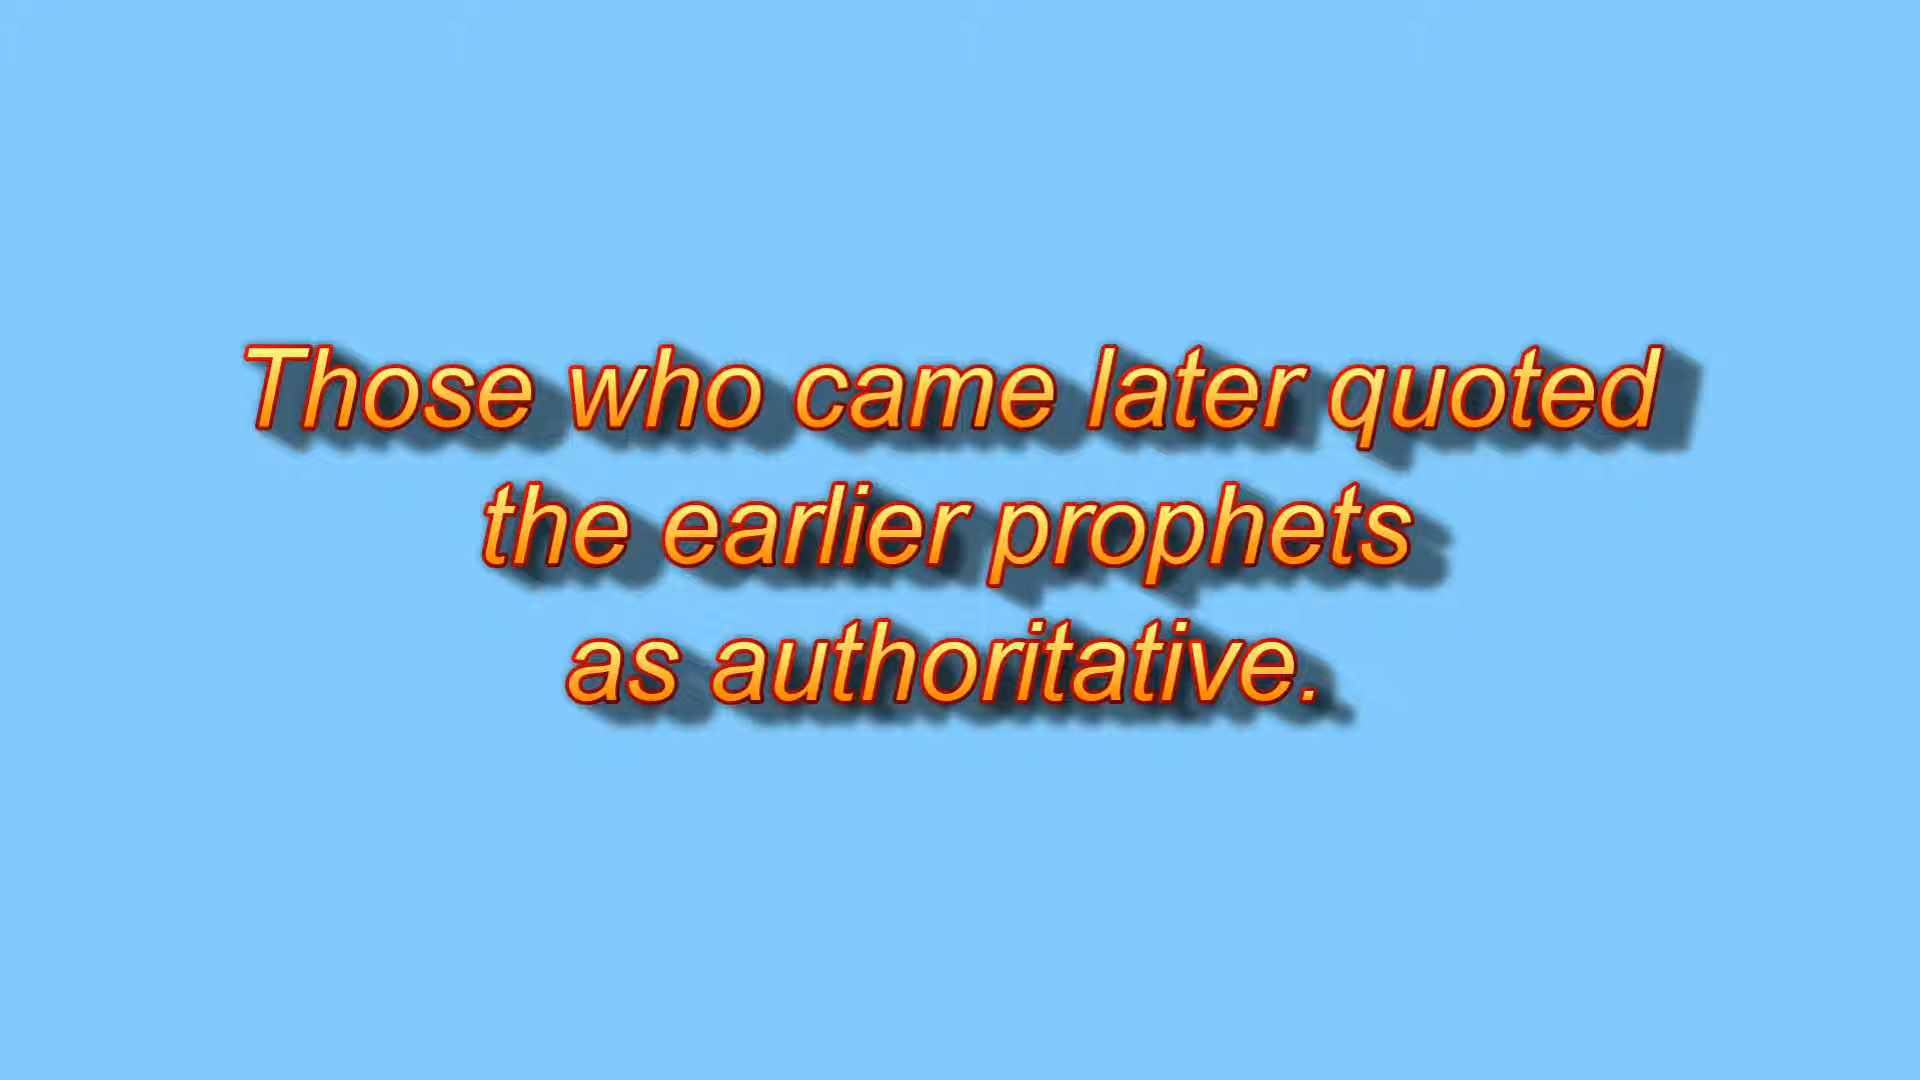 Those who came later quoted
the earlier prophets
as authoritative.